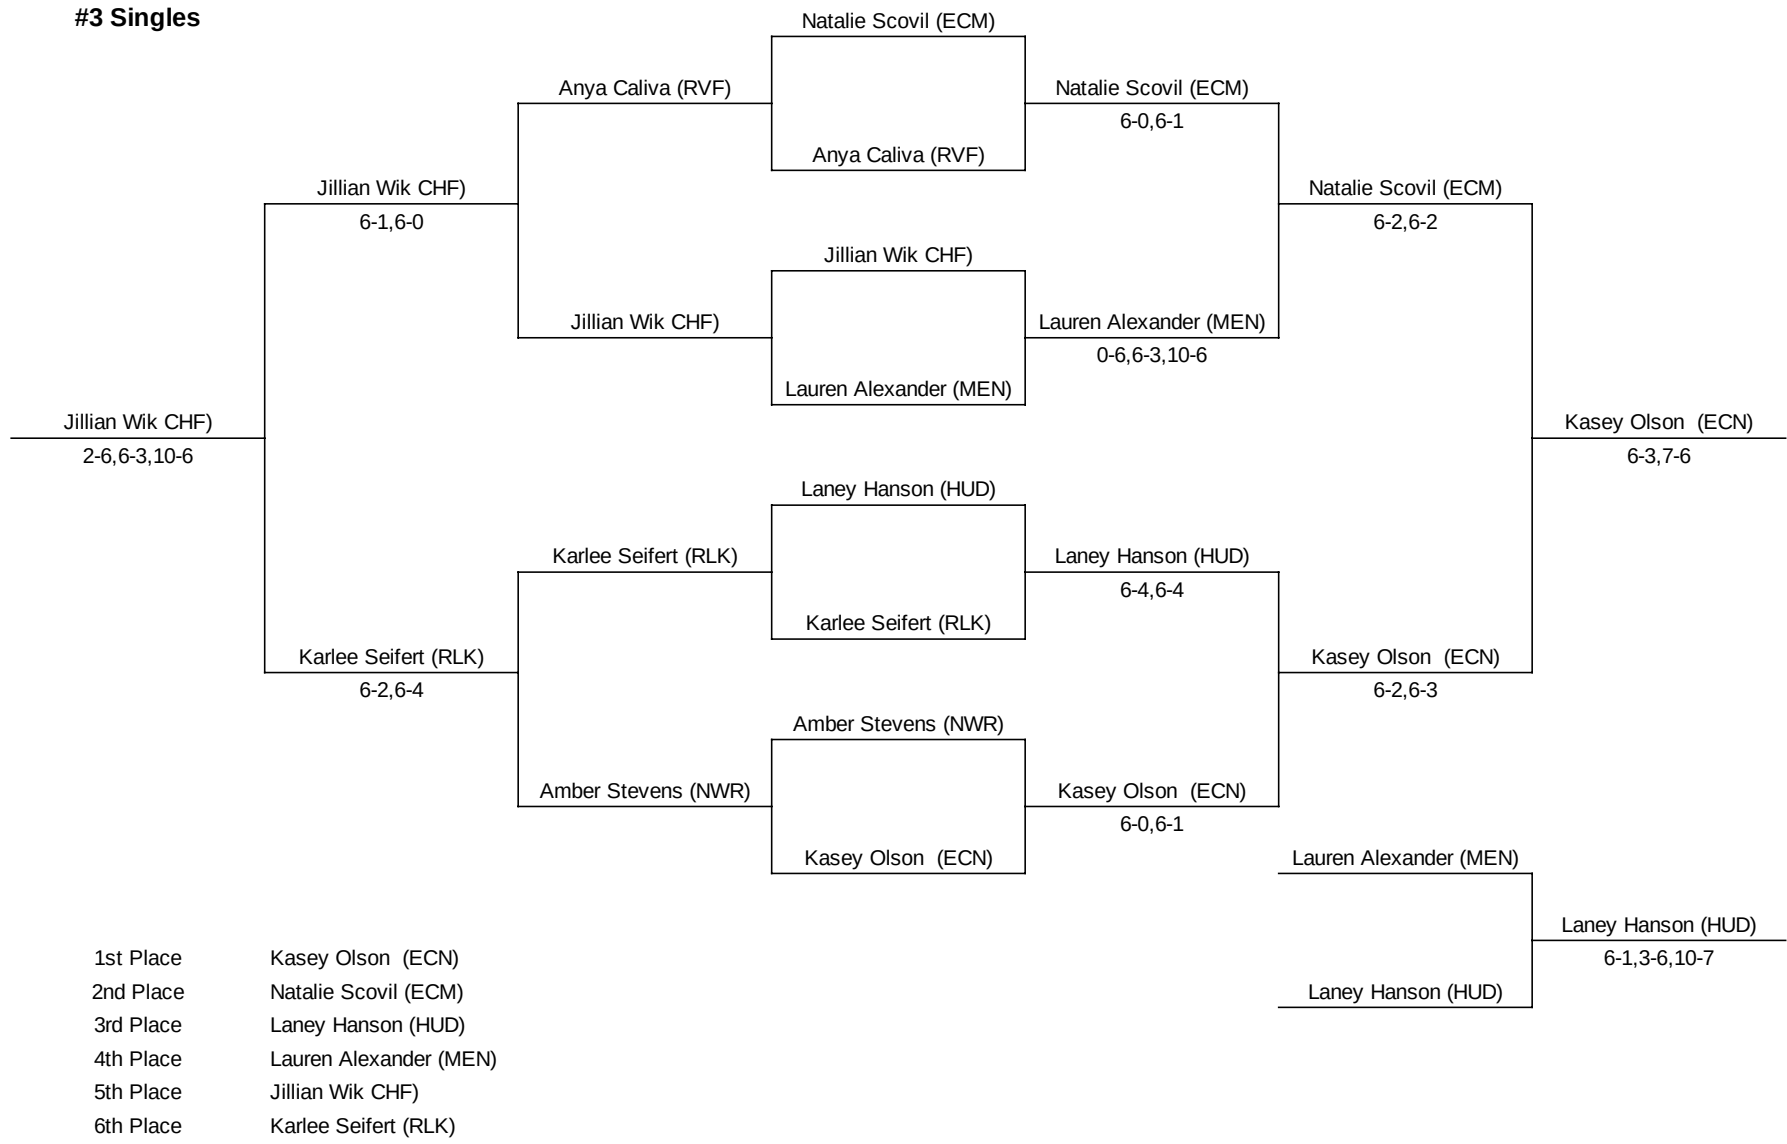 #3 Singles
Natalie Scovil (ECM)
Anya Caliva (RVF)
Natalie Scovil (ECM)
6-0,6-1
Anya Caliva (RVF)
Jillian Wik CHF)
6-1,6-0
Natalie Scovil (ECM)
6-2,6-2
Jillian Wik CHF)
Jillian Wik CHF)
Lauren Alexander (MEN)
0-6,6-3,10-6
Lauren Alexander (MEN)
Jillian Wik CHF)
2-6,6-3,10-6
Kasey Olson  (ECN)
6-3,7-6
Laney Hanson (HUD)
Karlee Seifert (RLK)
Laney Hanson (HUD)
6-4,6-4
Karlee Seifert (RLK)
Karlee Seifert (RLK)
6-2,6-4
Kasey Olson  (ECN)
6-2,6-3
Amber Stevens (NWR)
Amber Stevens (NWR)
Kasey Olson  (ECN)
6-0,6-1
Kasey Olson  (ECN)
Lauren Alexander (MEN)
Laney Hanson (HUD)
6-1,3-6,10-7
Laney Hanson (HUD)
1st Place Kasey Olson  (ECN)
2nd Place Natalie Scovil (ECM)
3rd Place Laney Hanson (HUD)
4th Place Lauren Alexander (MEN)
5th Place Jillian Wik CHF)
6th Place Karlee Seifert (RLK)